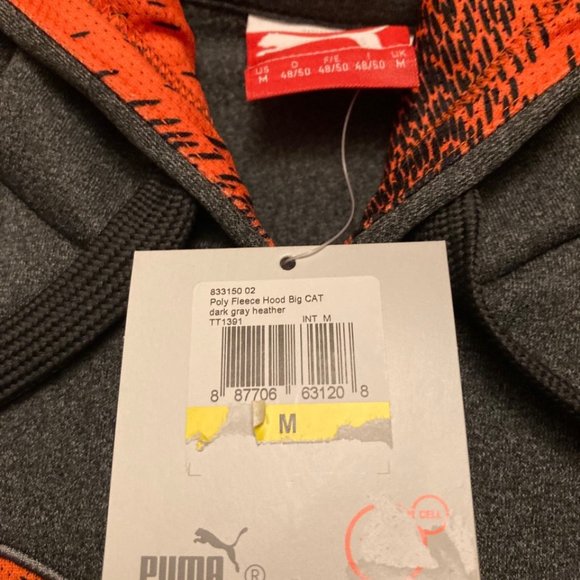 US D F/E I UK
M 48/50 48/50 48/50 M
833150 02
Poly Fleece Hood Big CAT
dark gray heather
TT1391 INT M
8 87706 63120 8
M
CELL
PUMA ®